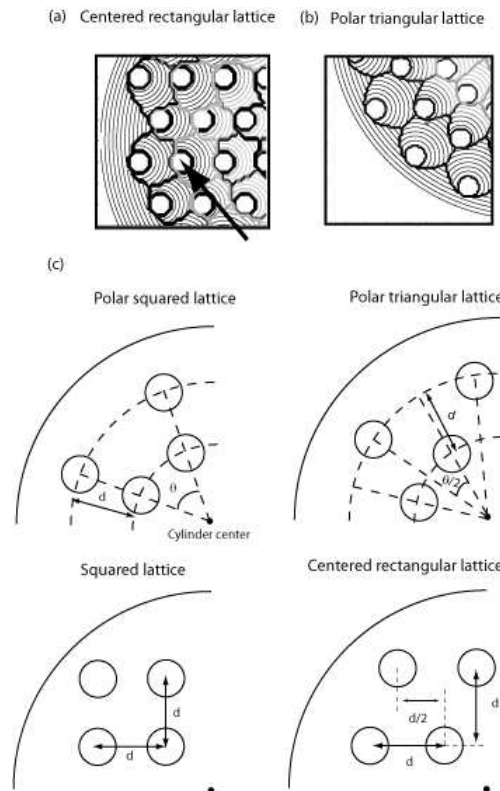 (a) Centered rectangular lattice
(b) Polar triangular lattice
(c)
Polar squared lattice
Polar triangular lattice
d
θ
Cylinder center
d
θ/2
Squared lattice
Centered rectangular lattice
d
d
d/2
d
d